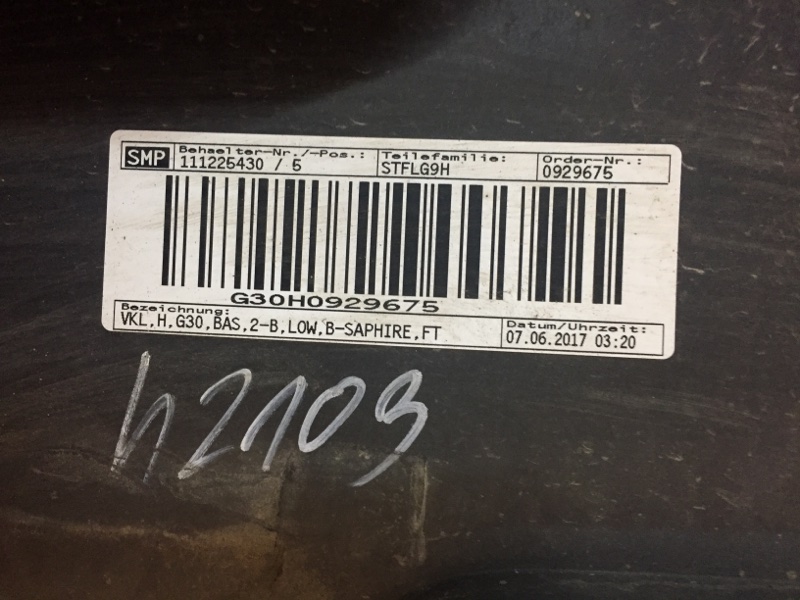 SMP Behaelter-Nr./-Pos.: Teilefamilie: Order-Nr.:
111225430 / 5 STFLG9H 0929675
G30H0929675
Bezeichnung: Datum/Uhrzeit:
VKL,H,G30,BAS,2-B,LOW,B-SAPHIRE,FT 07.06.2017 03:20
h2109